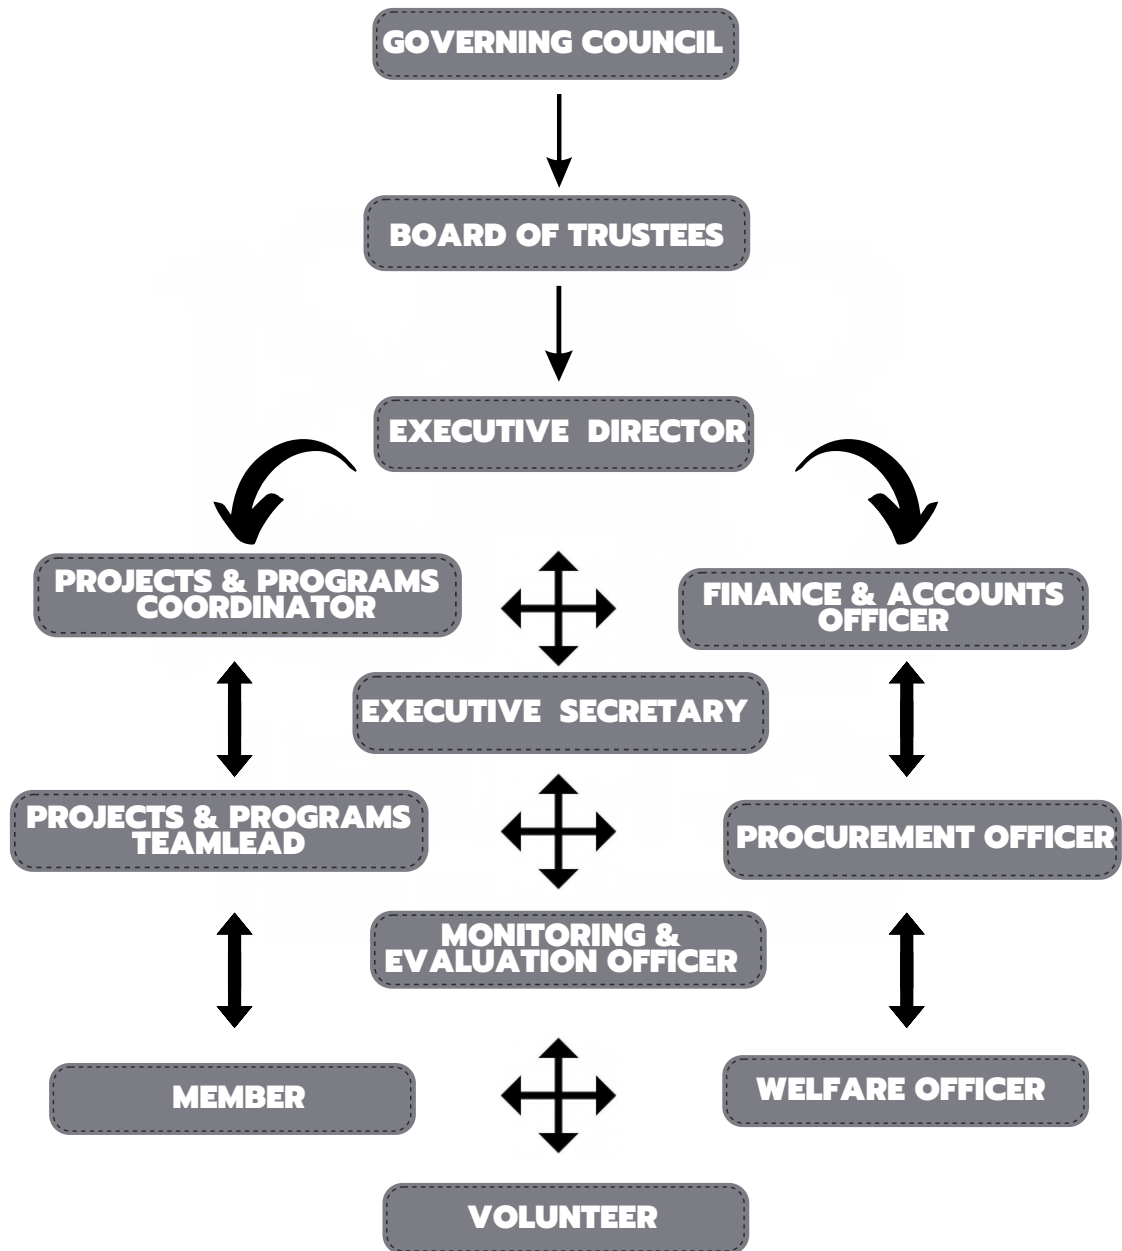 GOVERNING COUNCIL
BOARD OF TRUSTEES
EXECUTIVE DIRECTOR
PROJECTS & PROGRAMS
COORDINATOR
FINANCE & ACCOUNTS
OFFICER
EXECUTIVE SECRETARY
PROJECTS & PROGRAMS
TEAMLEAD
PROCUREMENT OFFICER
MONITORING &
EVALUATION OFFICER
MEMBER
WELFARE OFFICER
VOLUNTEER